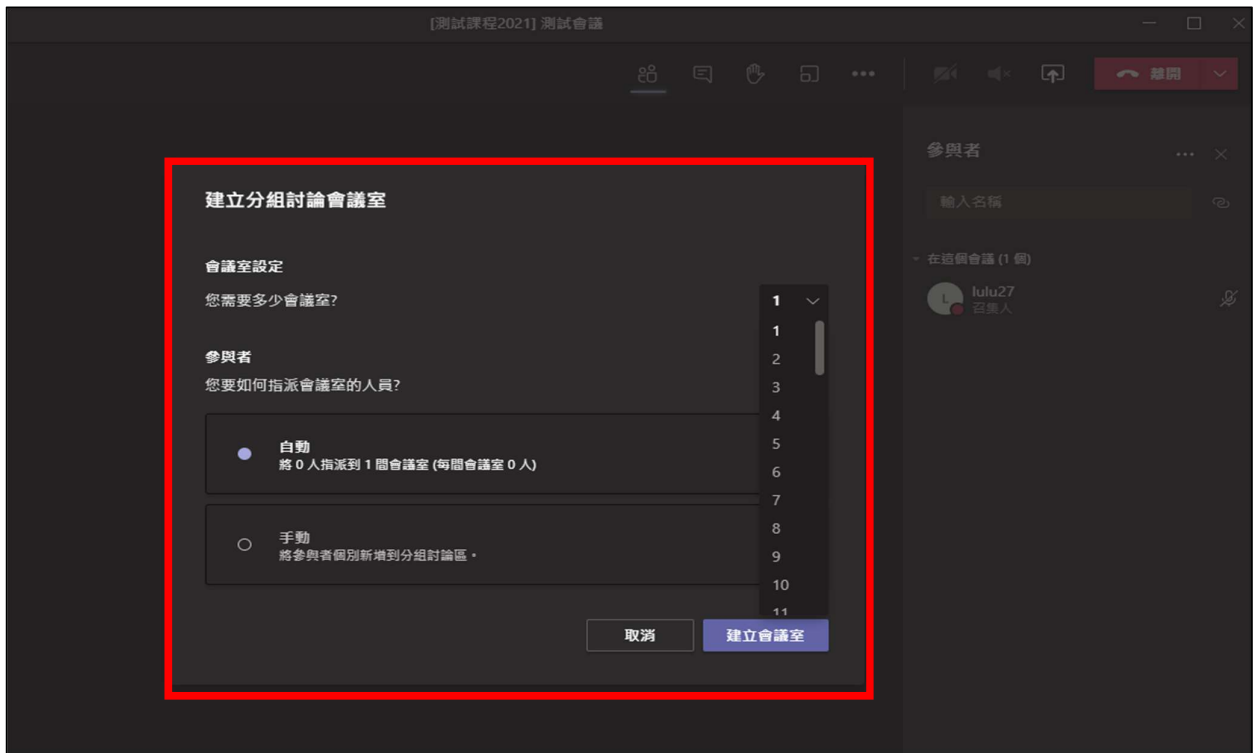 [測試課程2021] 測試會議
離開
參與者
輸入名稱
在這個會議 (1 個)
L
lulu27
召集人
建立分組討論會議室
會議室設定
您需要多少會議室?
1
1
2
3
4
5
6
7
8
9
10
11
參與者
您要如何指派會議室的人員?
自動
將 0 人指派到 1 間會議室 (每間會議室 0 人)
手動
將參與者個別新增到分組討論區。
取消
建立會議室